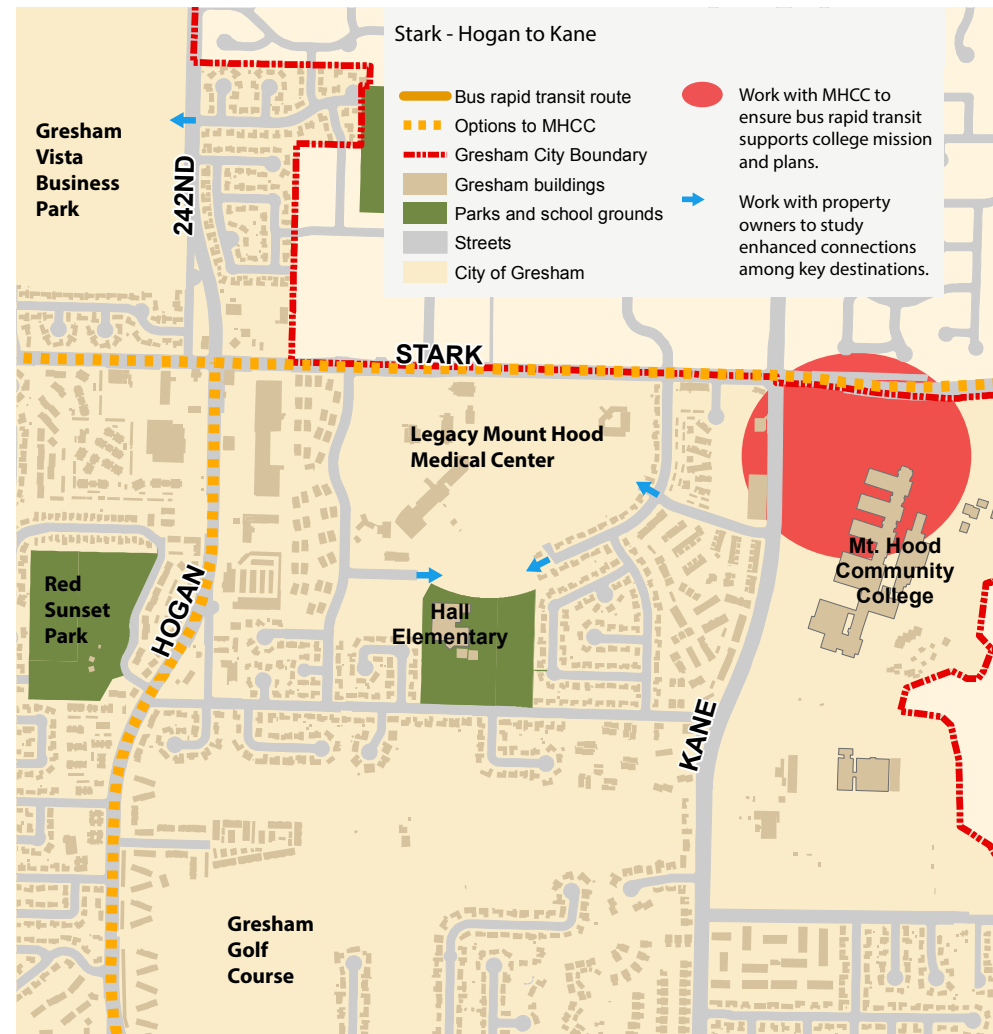 Stark - Hogan to Kane
Bus rapid transit route
Options to MHCC
Gresham City Boundary
Gresham buildings
Parks and school grounds
Streets
City of Gresham
Work with MHCC to
ensure bus rapid transit
supports college mission
and plans.
Work with property
owners to study
enhanced connections
among key destinations.
Gresham
Vista
Business
Park
242ND
STARK
Legacy Mount Hood
Medical Center
Mt. Hood
Community
College
Red
Sunset
Park
HOGAN
Hall
Elementary
KANE
Gresham
Golf
Course